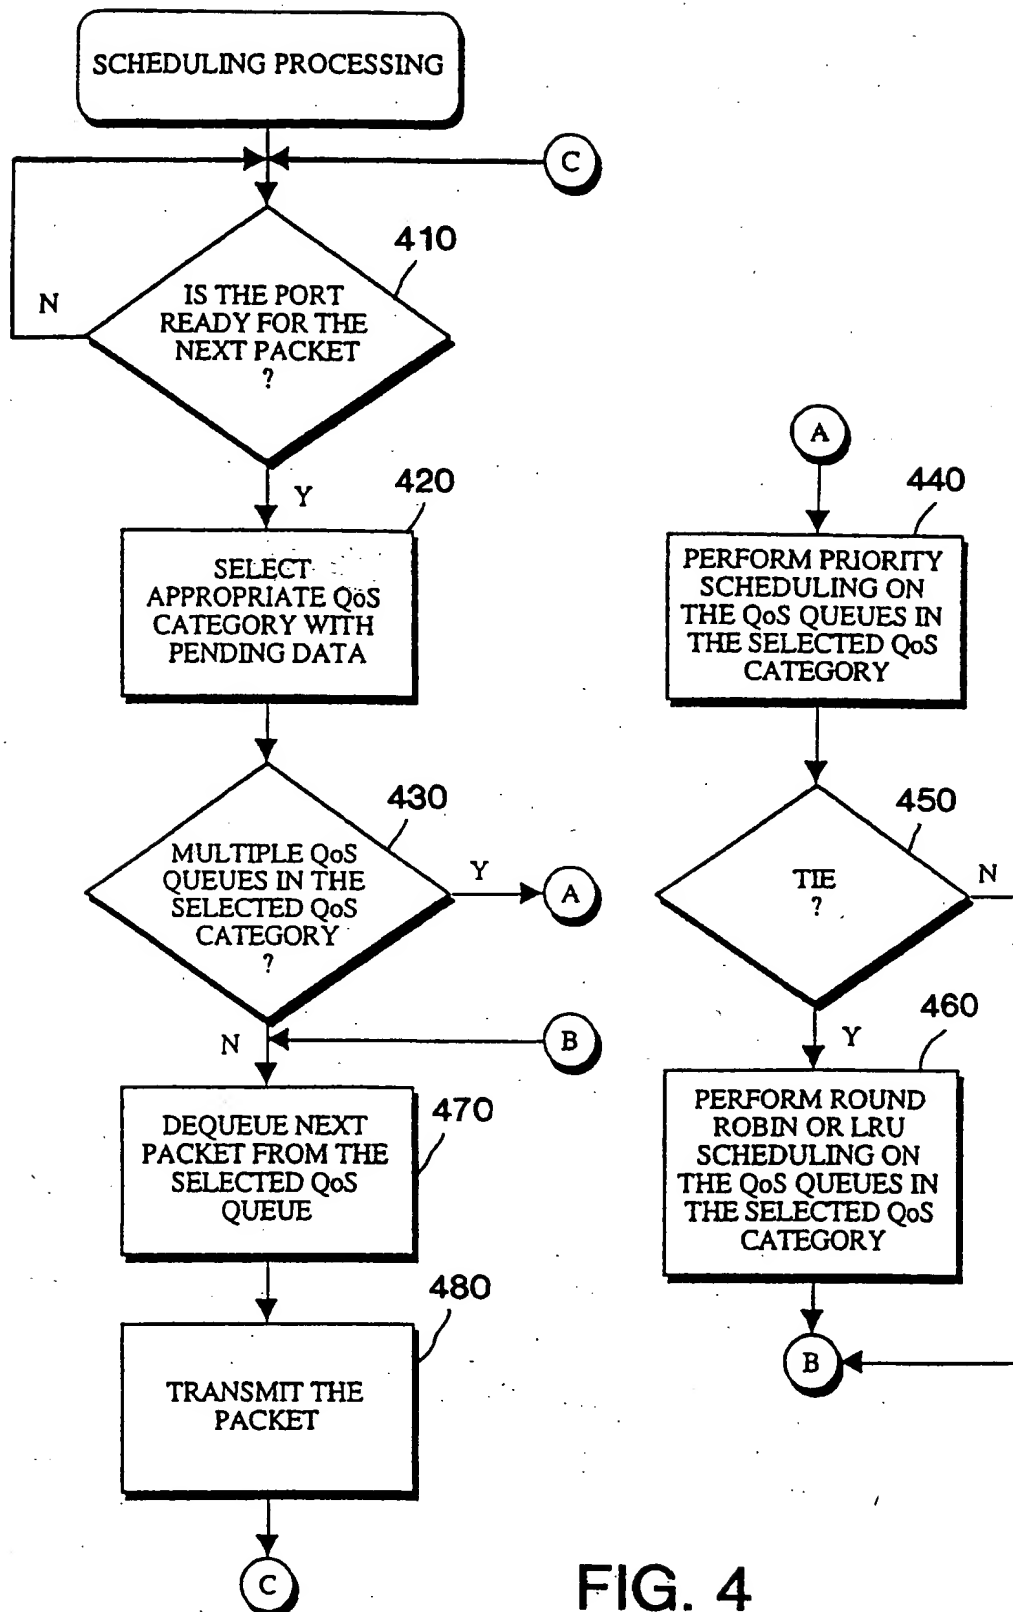 SCHEDULING PROCESSING
C
410
IS THE PORT
READY FOR THE
NEXT PACKET
?
N
Y
420
SELECT
APPROPRIATE QoS
CATEGORY WITH
PENDING DATA
430
MULTIPLE QoS
QUEUES IN THE
SELECTED QoS
CATEGORY
?
Y
A
N
B
470
DEQUEUE NEXT
PACKET FROM THE
SELECTED QoS
QUEUE
480
TRANSMIT THE
PACKET
C
A
440
PERFORM PRIORITY
SCHEDULING ON
THE QoS QUEUES IN
THE SELECTED QoS
CATEGORY
450
TIE
?
N
Y
460
PERFORM ROUND
ROBIN OR LRU
SCHEDULING ON
THE QoS QUEUES IN
THE SELECTED QoS
CATEGORY
B
FIG. 4